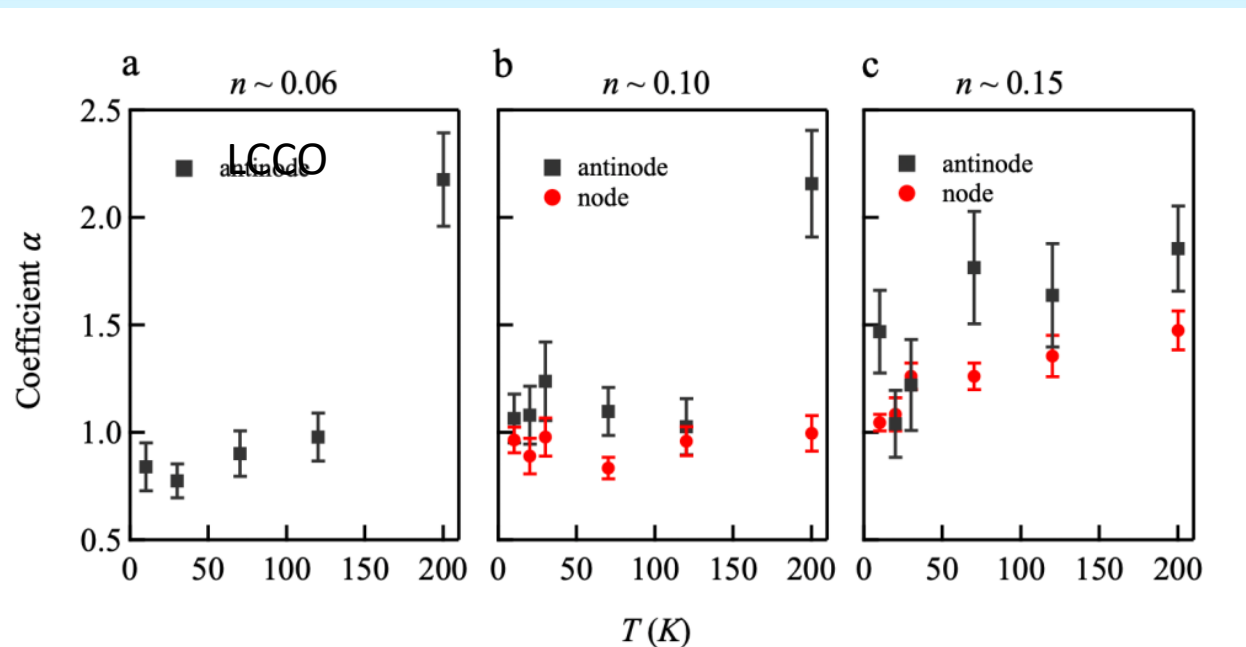 a
n ~ 0.06
b
n ~ 0.10
c
n ~ 0.15
2.5
2.0
1.5
1.0
0.5
Coefficient α
LCCO
antinode
antinode
node
antinode
node
0 50 100 150 200
0 50 100 150 200
0 50 100 150 200
T (K)